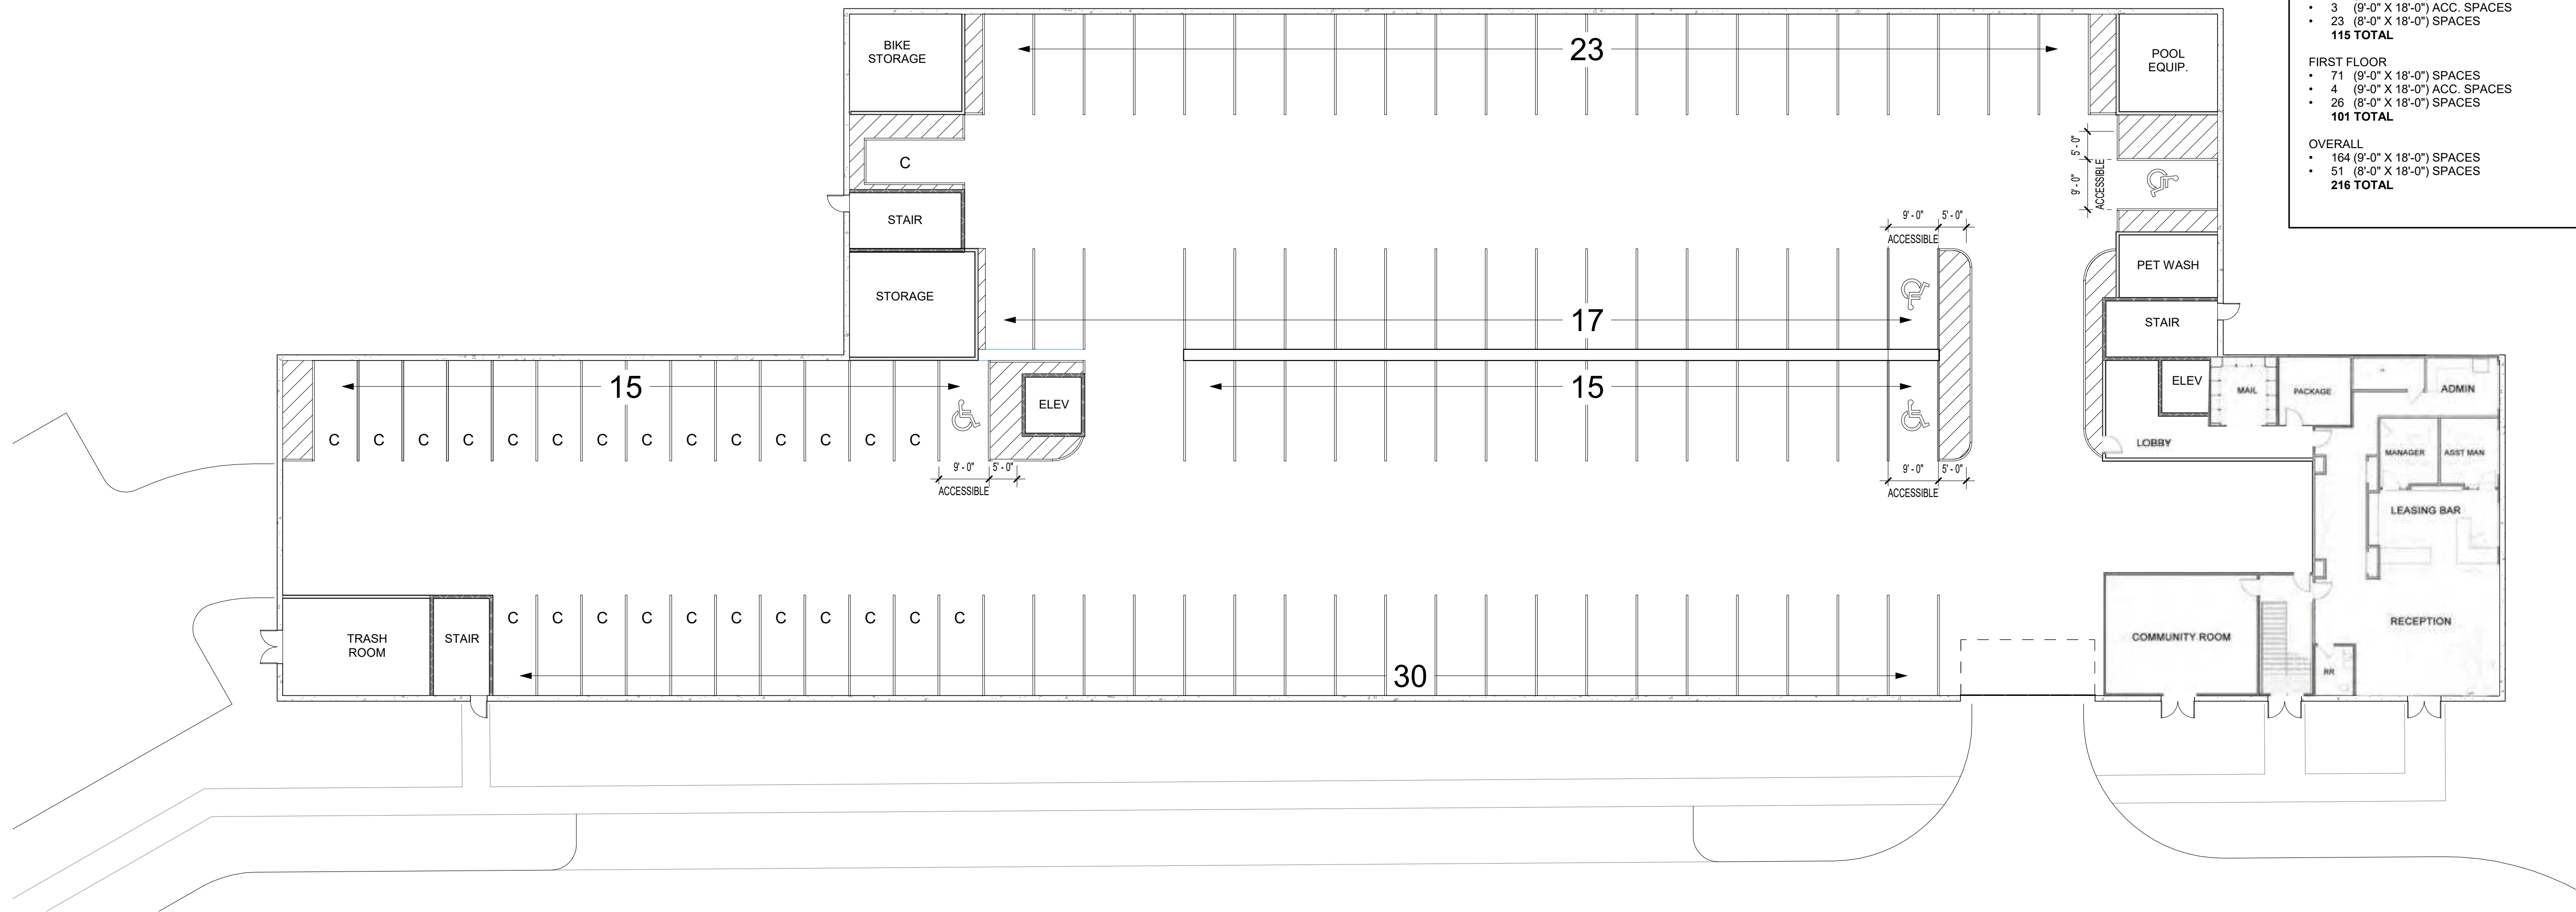 • 3 (9'-0" X 18'-0") ACC. SPACES
• 23 (8'-0" X 18'-0") SPACES
115 TOTAL
FIRST FLOOR
• 71 (9'-0" X 18'-0") SPACES
• 4 (9'-0" X 18'-0") ACC. SPACES
• 26 (8'-0" X 18'-0") SPACES
101 TOTAL
OVERALL
• 164 (9'-0" X 18'-0") SPACES
• 51 (8'-0" X 18'-0") SPACES
216 TOTAL
BIKE
STORAGE
23
POOL
EQUIP.
C
5' - 0"
9' - 0"
ACCESSIBLE
STAIR
9' - 0" 5' - 0"
ACCESSIBLE
STORAGE
17
PET WASH
STAIR
15
ELEV
15
ELEV
MAIL
PACKAGE
ADMIN
C C C C C C C C C C C C C C
LOBBY
MANAGER
ASST MAN
9' - 0" 5' - 0"
ACCESSIBLE
9' - 0" 5' - 0"
ACCESSIBLE
LEASING BAR
TRASH
ROOM
STAIR
C C C C C C C C C C C
30
COMMUNITY ROOM
RECEPTION
RR